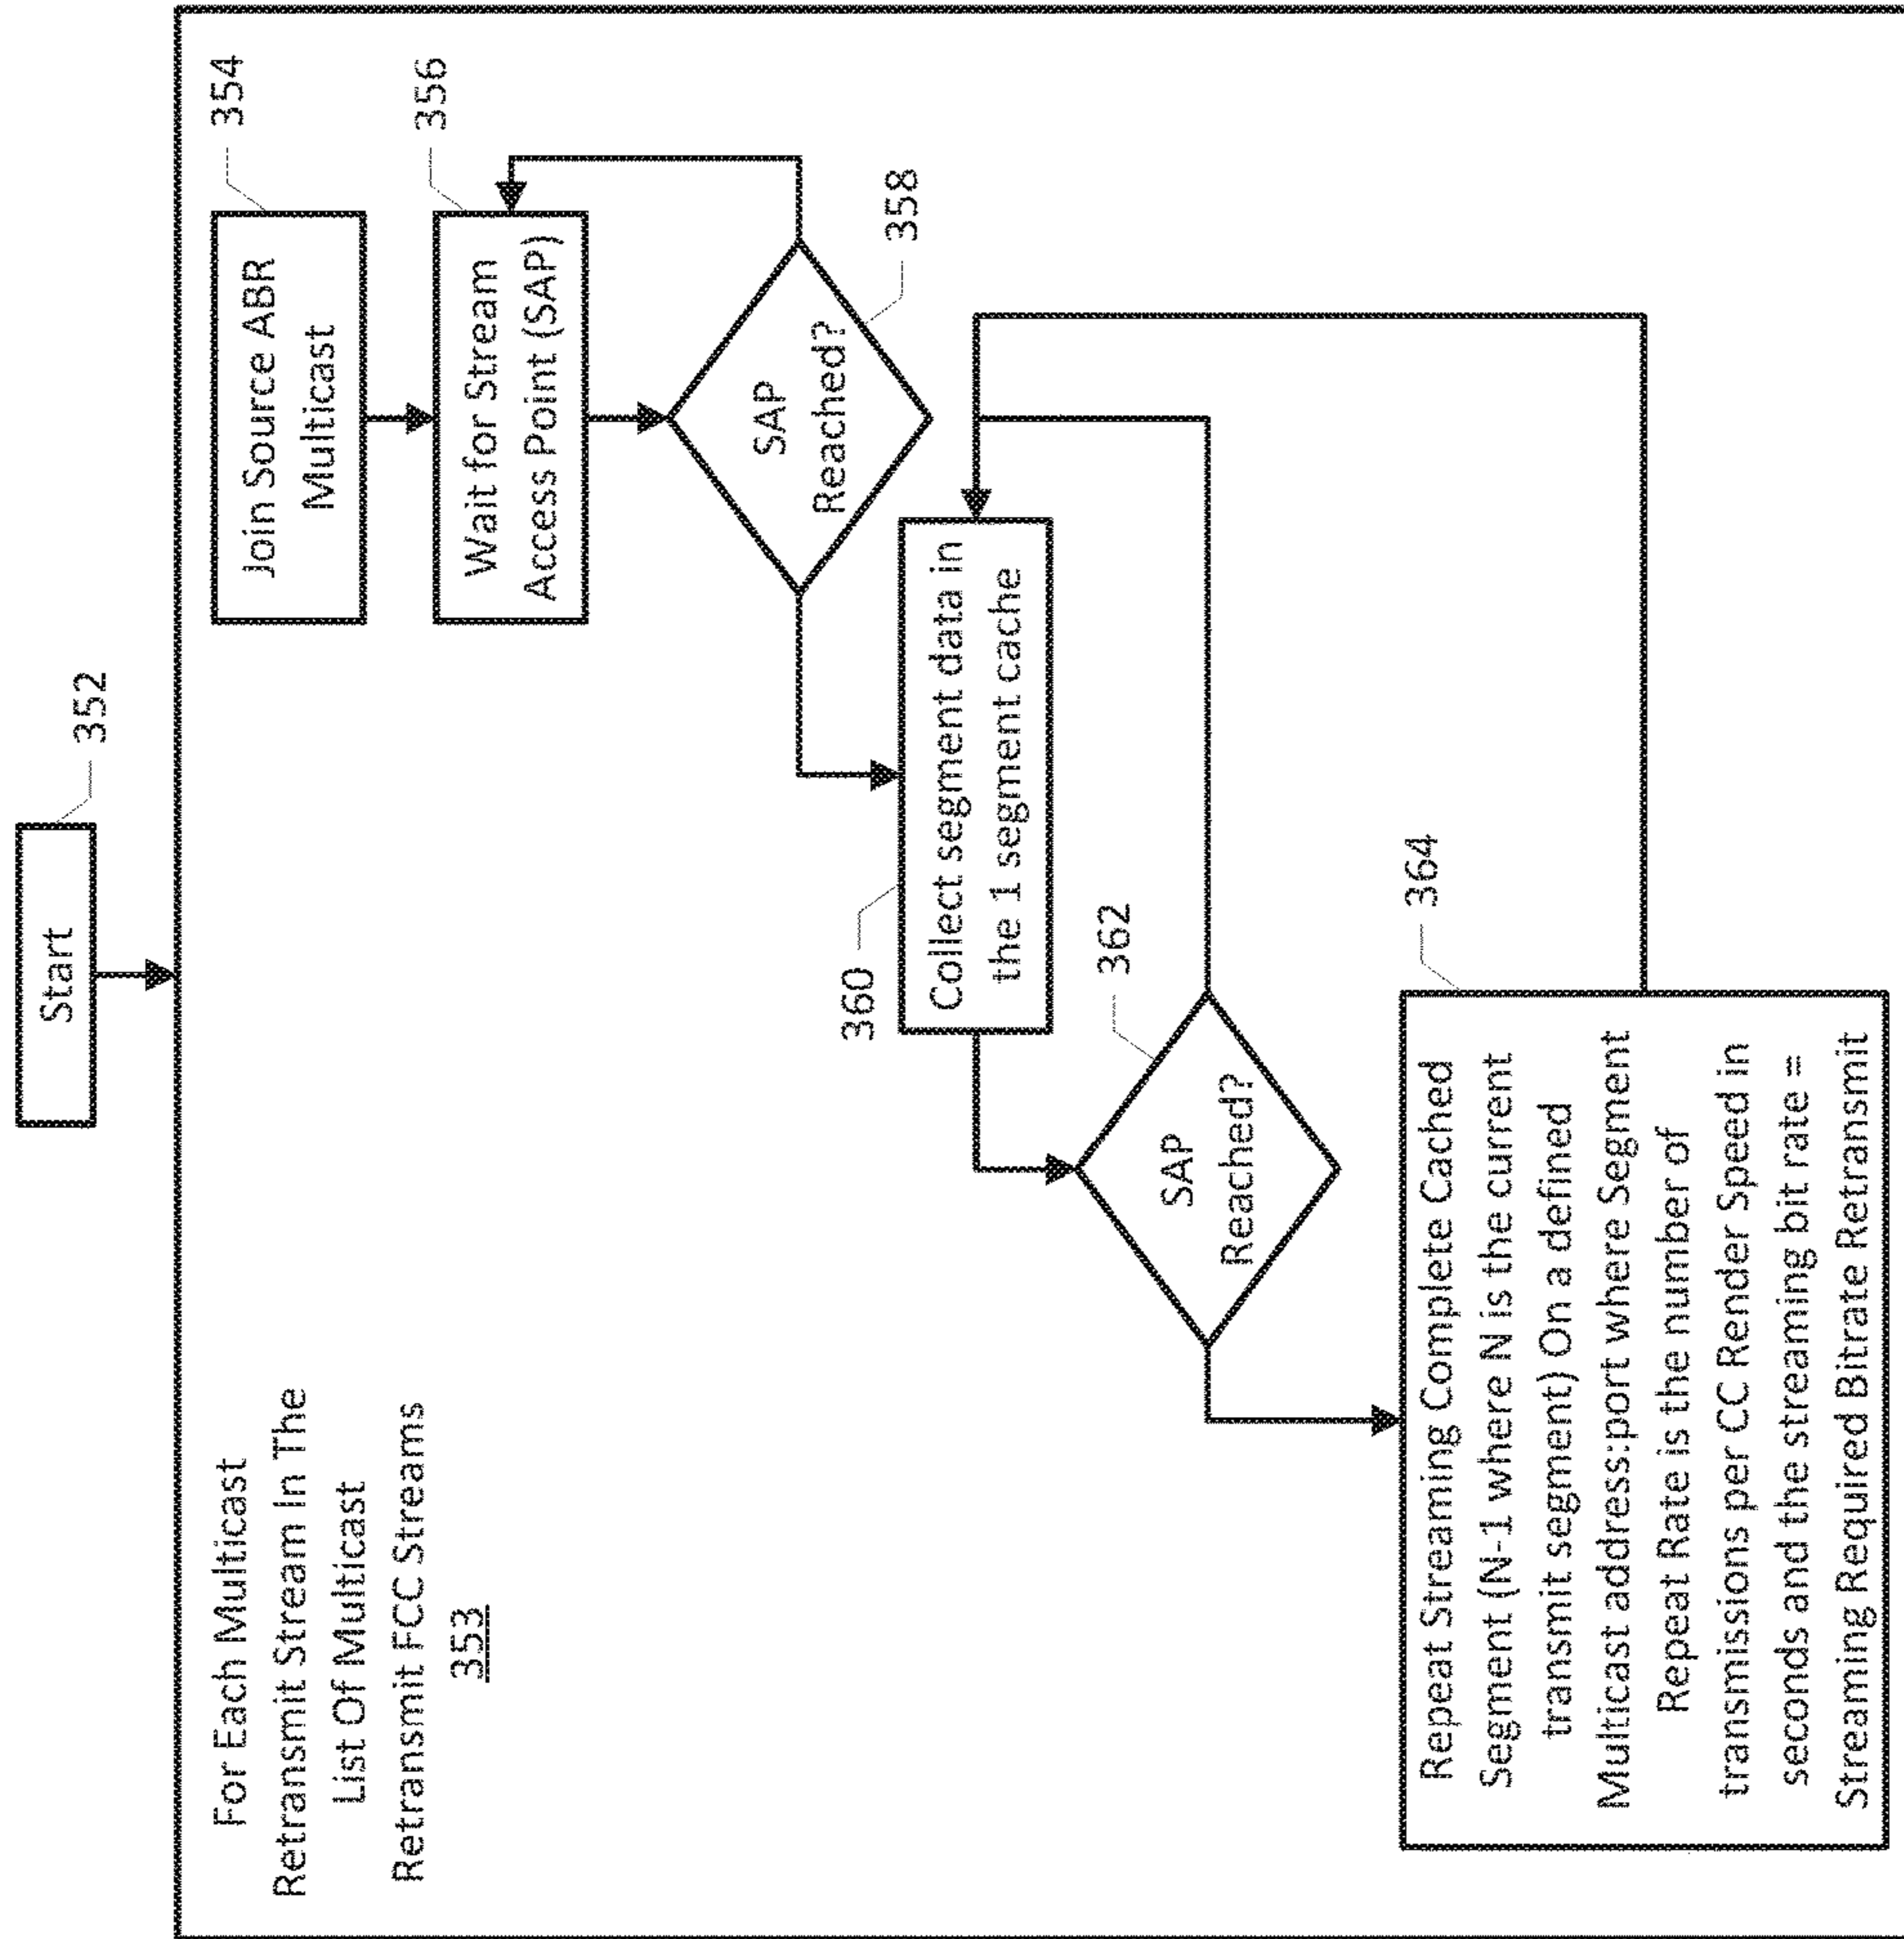 Start
352
For Each Multicast
Retransmit Stream In The
List Of Multicast
Retransmit FCC Streams
353
Join Source ABR
Multicast
354
Wait for Stream
Access Point (SAP)
356
SAP
Reached?
358
Collect segment data in
the 1 segment cache
360
SAP
Reached?
362
Repeat Streaming Complete Cached
Segment (N-1 where N is the current
transmit segment) On a defined
Multicast address:port where Segment
Repeat Rate is the number of
transmissions per CC Render Speed in
seconds and the streaming bit rate =
Streaming Required Bitrate Retransmit
364